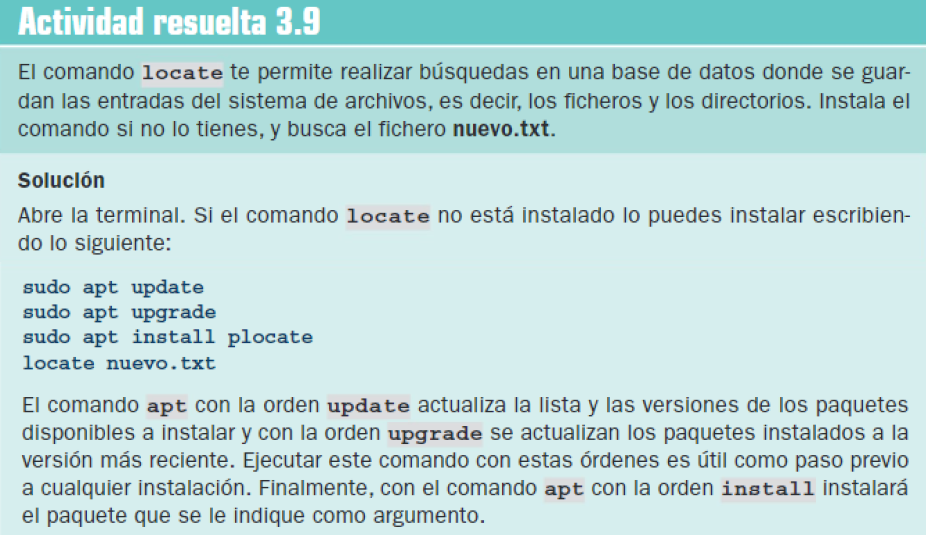 Actividad resuelta 3.9
El comando locate te permite realizar búsquedas en una base de datos donde se guar-
dan las entradas del sistema de archivos, es decir, los ficheros y los directorios. Instala el
comando si no lo tienes, y busca el fichero nuevo.txt.
Solución
Abre la terminal. Si el comando locate no está instalado lo puedes instalar escribien-
do lo siguiente:
sudo apt update
sudo apt upgrade
sudo apt install plocate
locate nuevo.txt
El comando apt con la orden update actualiza la lista y las versiones de los paquetes
disponibles a instalar y con la orden upgrade se actualizan los paquetes instalados a la
versión más reciente. Ejecutar este comando con estas órdenes es útil como paso previo
a cualquier instalación. Finalmente, con el comando apt con la orden install instalará
el paquete que se le indique como argumento.